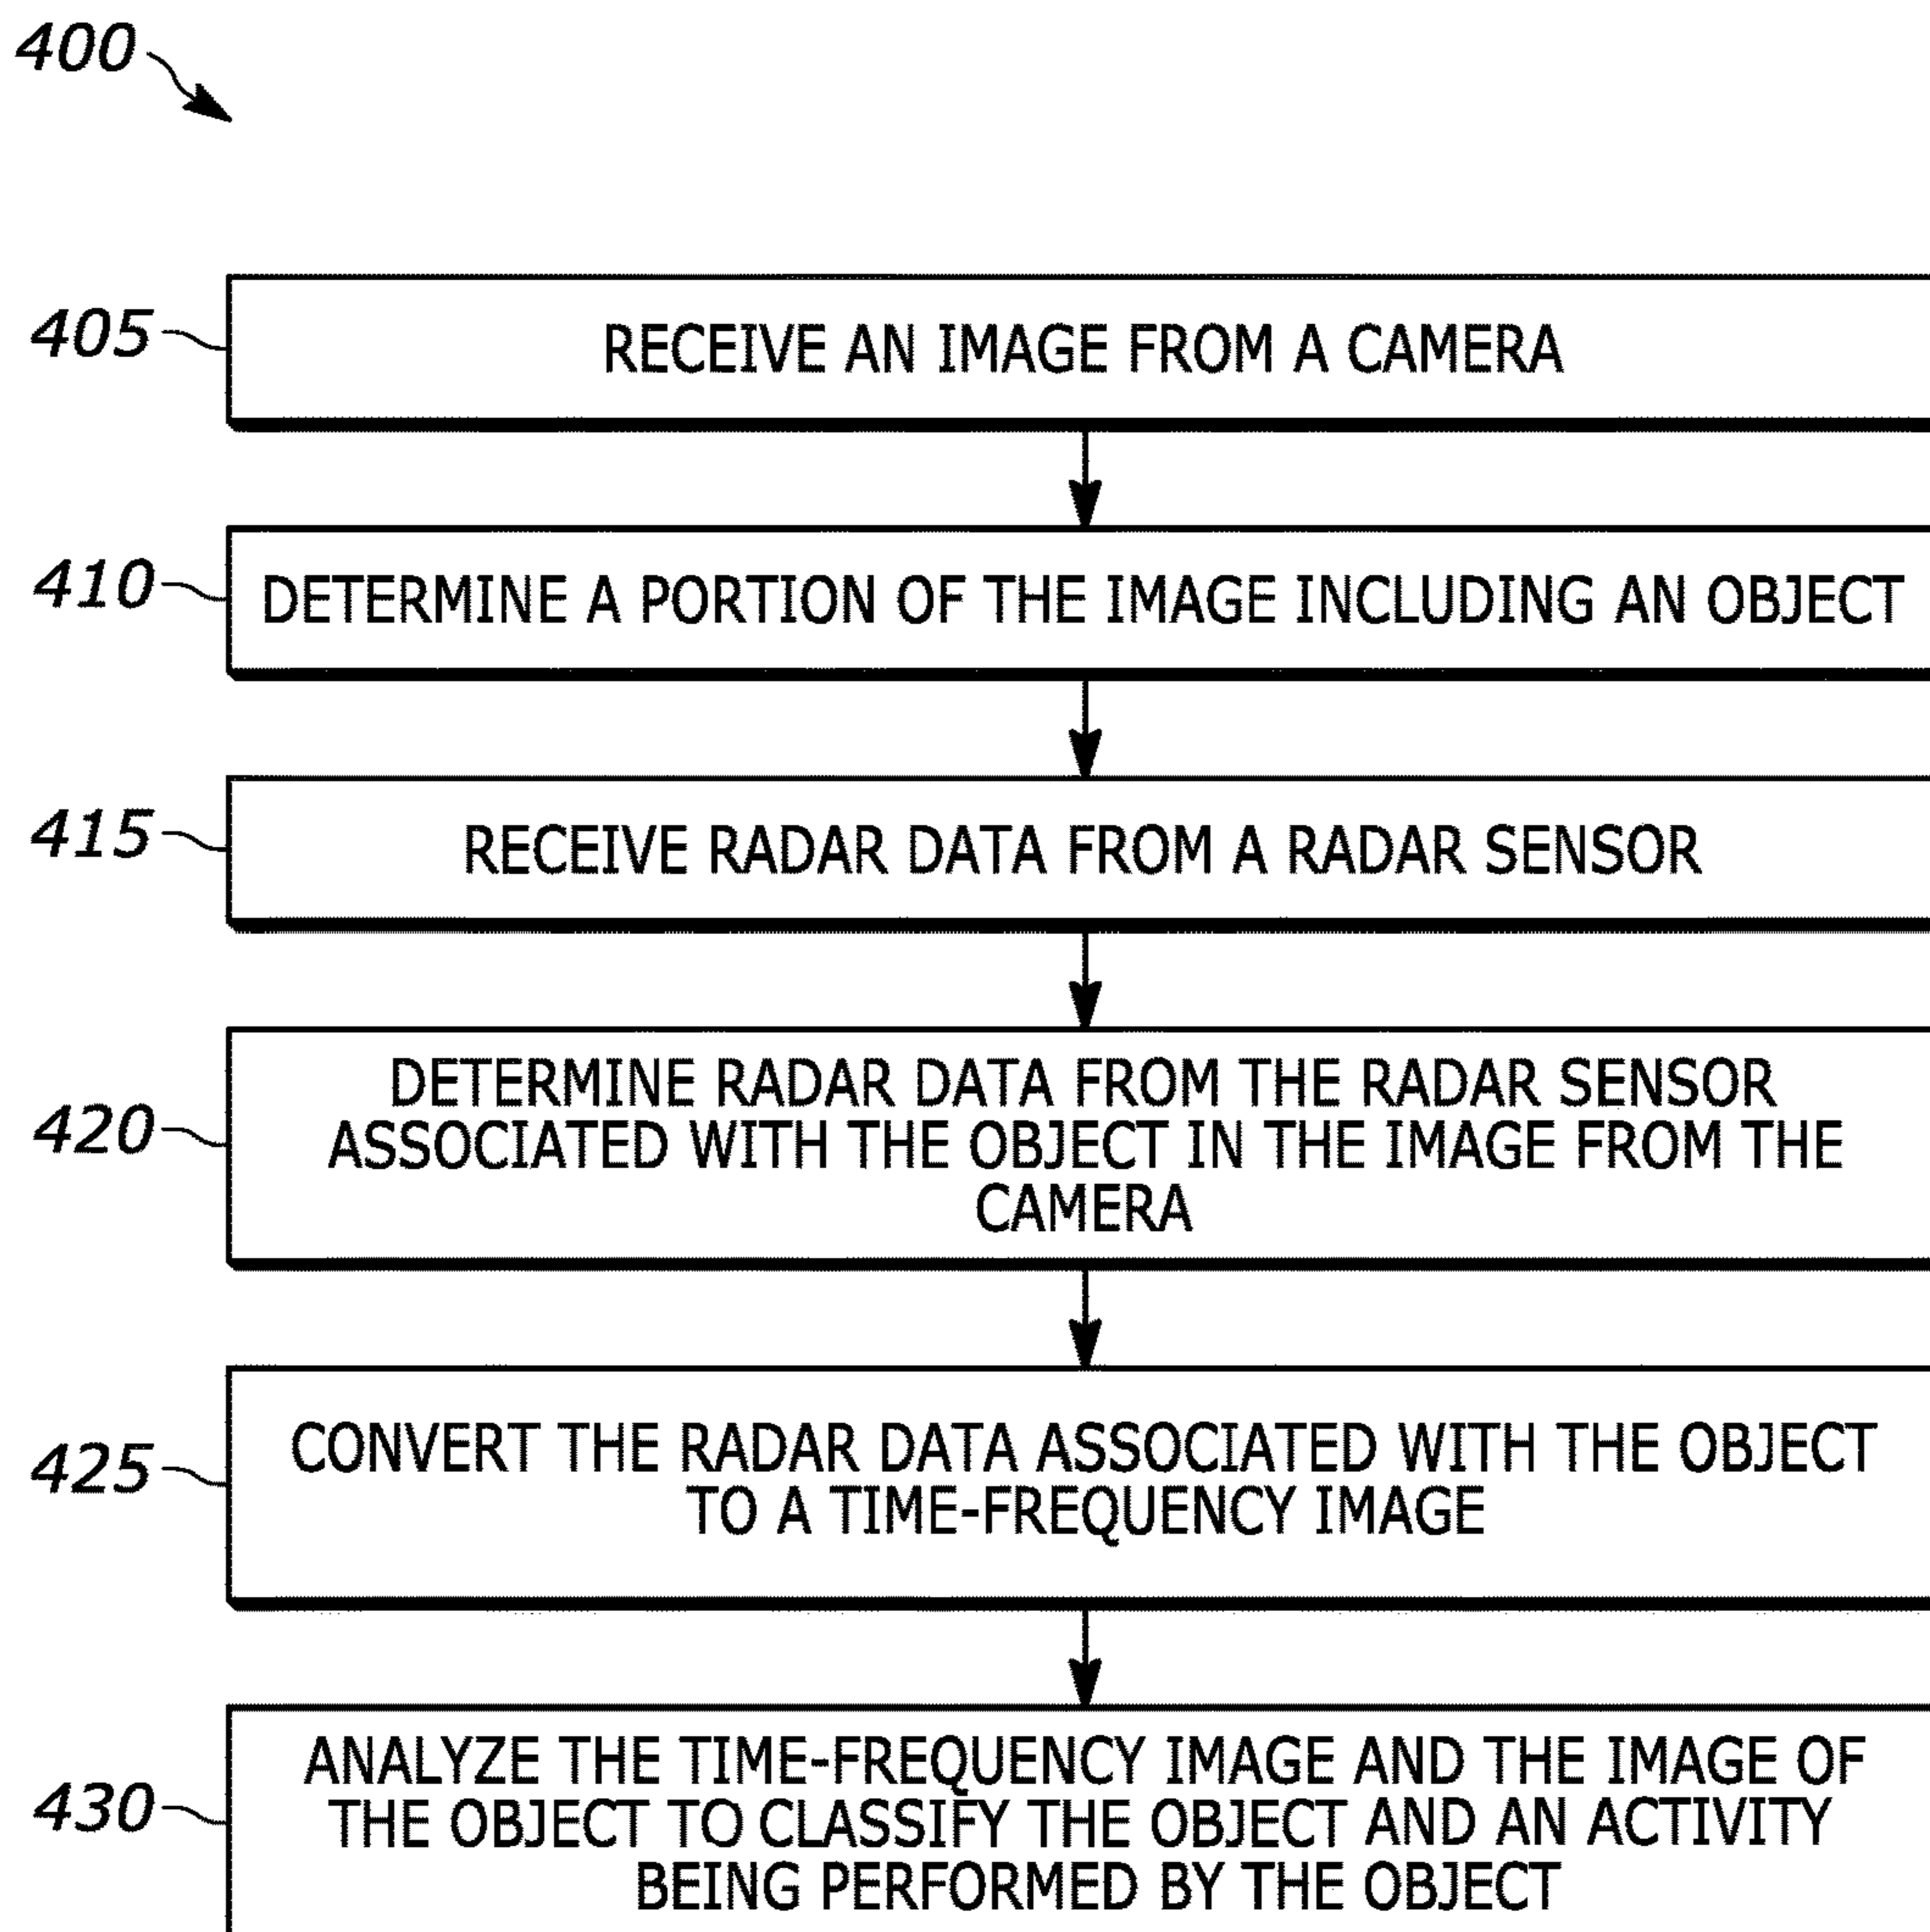 400
405
RECEIVE AN IMAGE FROM A CAMERA
410
DETERMINE A PORTION OF THE IMAGE INCLUDING AN OBJECT
415
RECEIVE RADAR DATA FROM A RADAR SENSOR
420
DETERMINE RADAR DATA FROM THE RADAR SENSOR
ASSOCIATED WITH THE OBJECT IN THE IMAGE FROM THE
CAMERA
425
CONVERT THE RADAR DATA ASSOCIATED WITH THE OBJECT
TO A TIME-FREQUENCY IMAGE
430
ANALYZE THE TIME-FREQUENCY IMAGE AND THE IMAGE OF
THE OBJECT TO CLASSIFY THE OBJECT AND AN ACTIVITY
BEING PERFORMED BY THE OBJECT